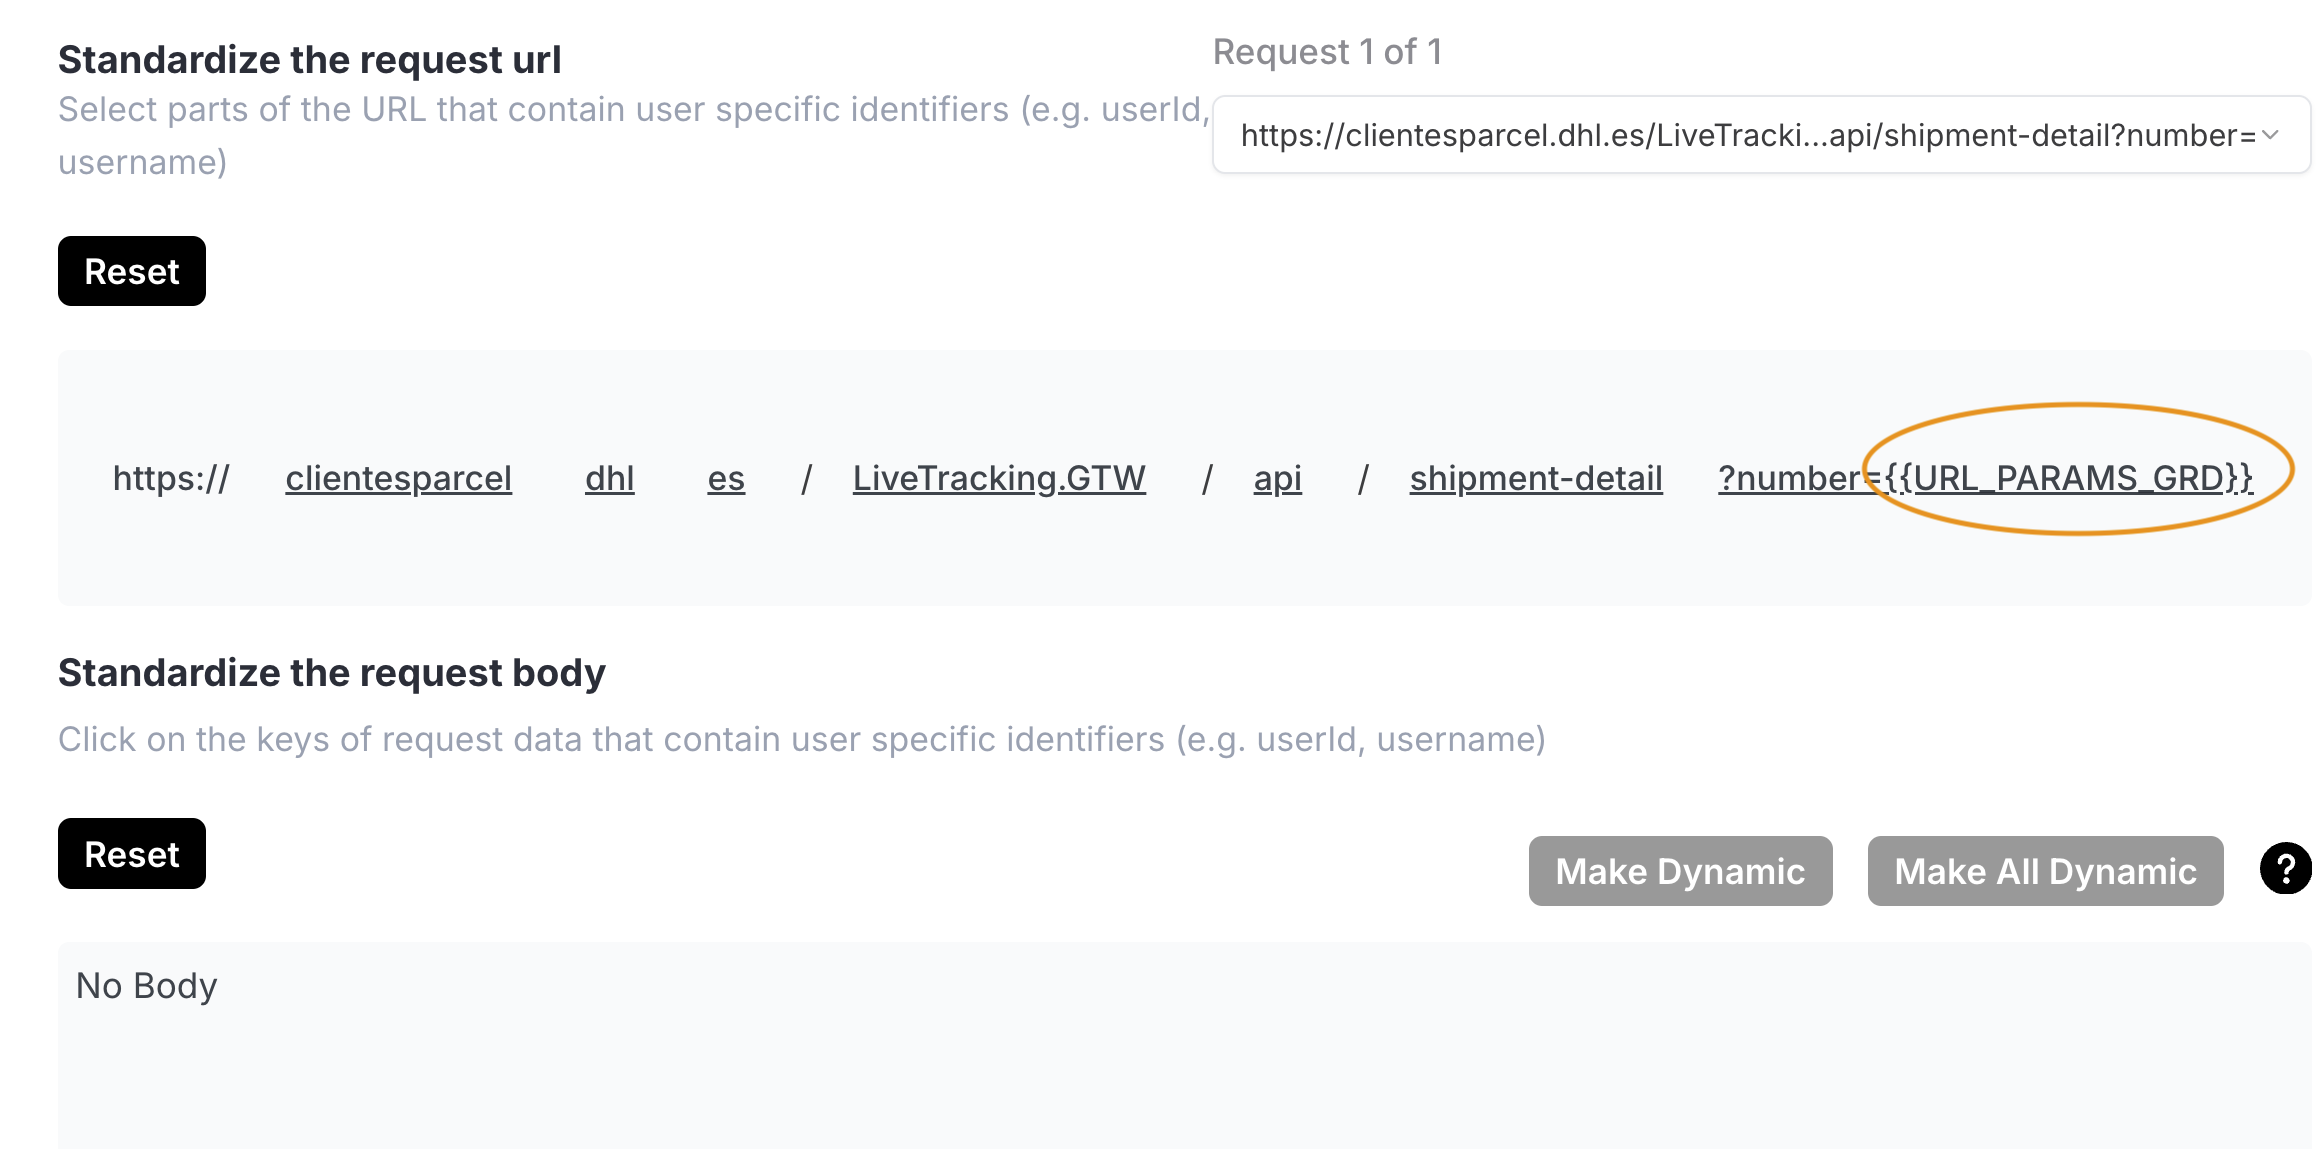 Standardize the request url
Select parts of the URL that contain user specific identifiers (e.g. userId,
username)
Request 1 of 1
https://clientesparcel.dhl.es/LiveTracki...api/shipment-detail?number=
Reset
https:// clientesparcel dhl es / LiveTracking.GTW / api / shipment-detail ?number={{URL_PARAMS_GRD}}
Standardize the request body
Click on the keys of request data that contain user specific identifiers (e.g. userId, username)
Reset
Make Dynamic
Make All Dynamic
?
No Body